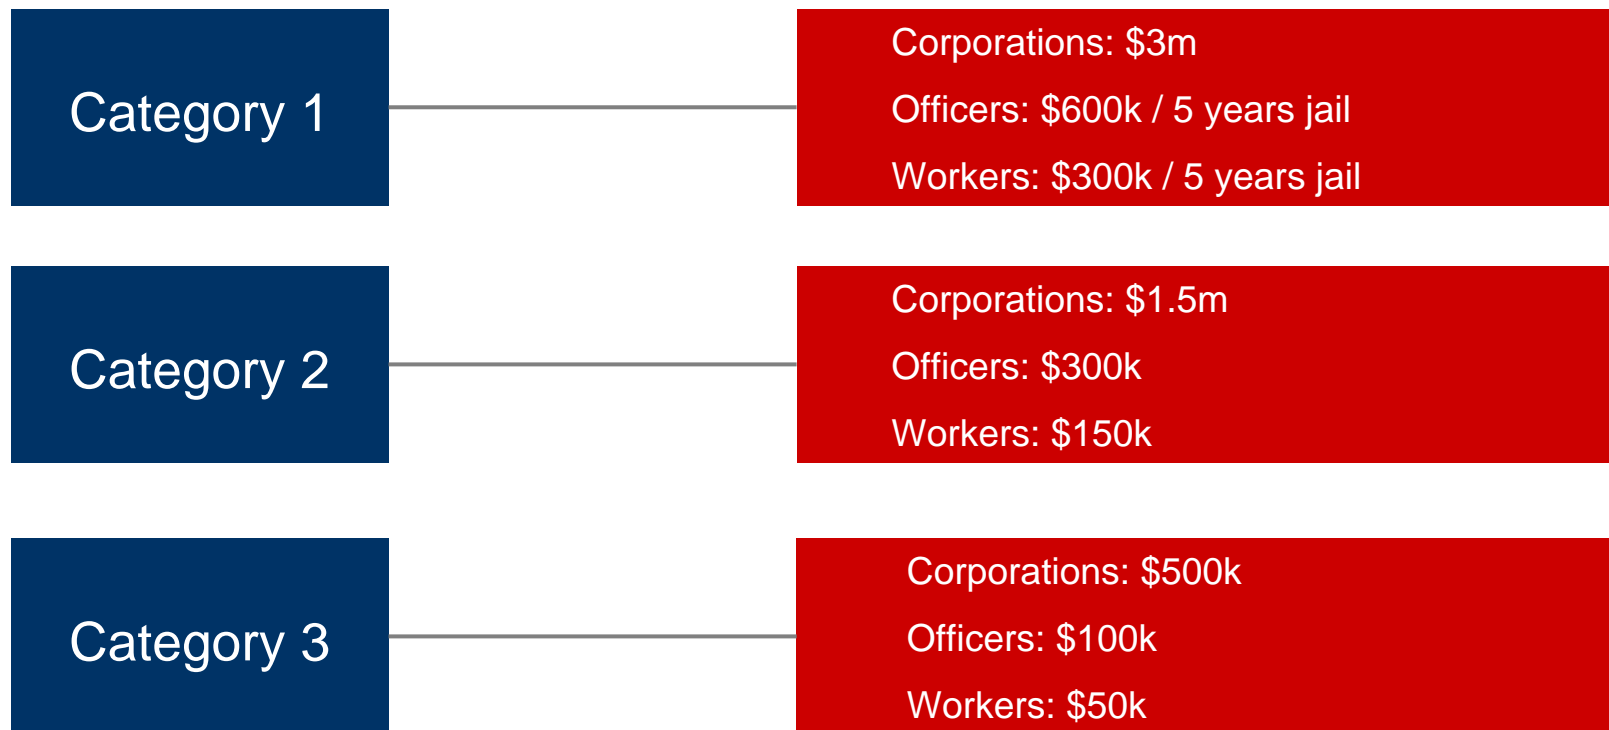 Category 1
Corporations: $3m
Officers: $600k / 5 years jail
Workers: $300k / 5 years jail
Category 2
Corporations: $1.5m
Officers: $300k
Workers: $150k
Category 3
Corporations: $500k
Officers: $100k
Workers: $50k